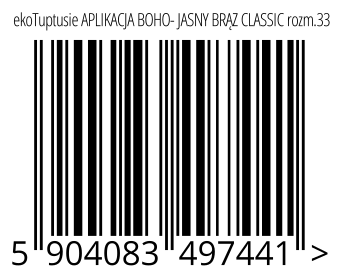 ekoTuptusie APLIKACJA BOHO- JASNY BRĄZ CLASSIC rozm.33
5 904083 497441 >